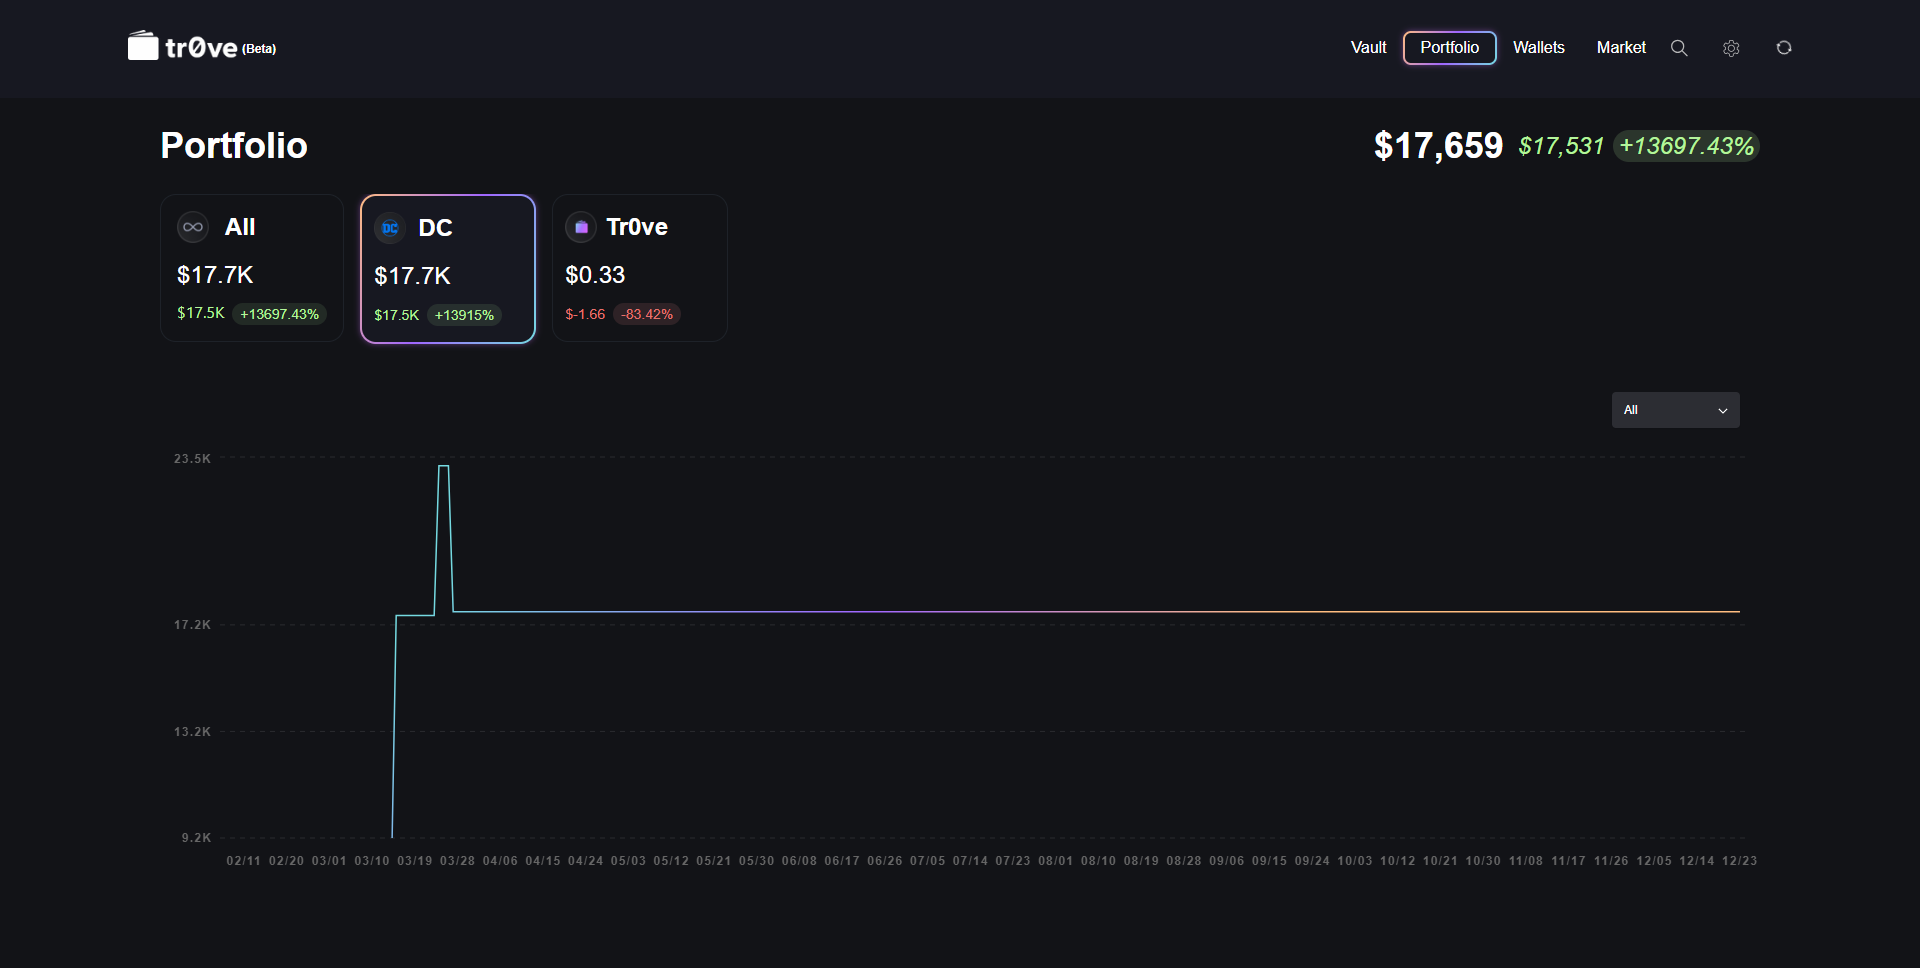 tr0ve (Beta)
Vault Portfolio Wallets Market
Portfolio
$17,659 $17,531 +13697.43%
All
$17.7K
$17.5K +13697.43%
DC DC
$17.7K
$17.5K +13915%
Tr0ve
$0.33
$-1.66 -83.42%
All
23.5K
17.2K
13.2K
9.2K
02/11 02/20 03/01 03/10 03/19 03/28 04/06 04/15 04/24 05/03 05/12 05/21 05/30 06/08 06/17 06/26 07/05 07/14 07/23 08/01 08/10 08/19 08/28 09/06 09/15 09/24 10/03 10/12 10/21 10/30 11/08 11/17 11/26 12/05 12/14 12/23